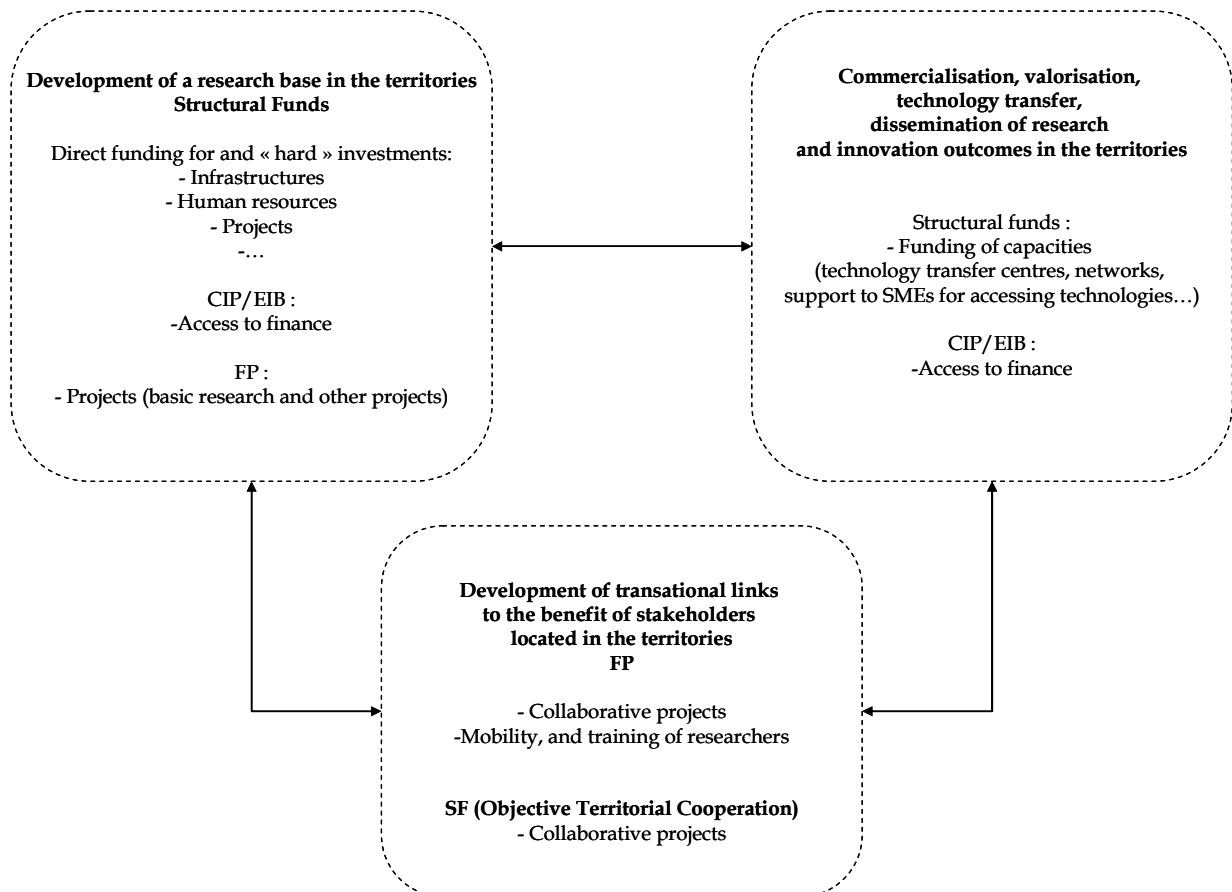 Development of a research base in the territories
Structural Funds
Direct funding for and « hard » investments:
- Infrastructures
- Human resources
- Projects
-…
CIP/EIB :
-Access to finance
FP :
- Projects (basic research and other projects)
Commercialisation, valorisation,
technology transfer,
dissemination of research
and innovation outcomes in the territories
Structural funds :
- Funding of capacities
(technology transfer centres, networks,
support to SMEs for accessing technologies…)
CIP/EIB :
-Access to finance
Development of transational links
to the benefit of stakeholders
located in the territories
FP
- Collaborative projects
-Mobility, and training of researchers
SF (Objective Territorial Cooperation)
- Collaborative projects